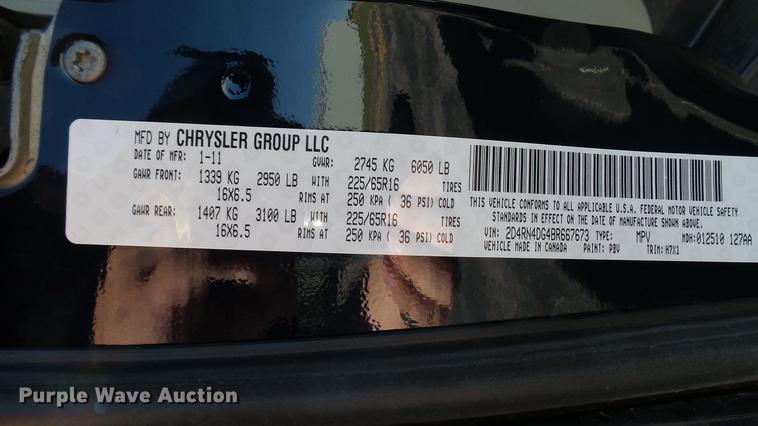 MFD BY CHRYSLER GROUP LLC
DATE OF MFR: 1-11 GVWR: 2745 KG 6050 LB
GAWR FRONT: 1339 KG 2950 LB WITH 225/65R16 TIRES
16X6.5 RIMS AT 250 KPA ( 36 PSI) COLD
GAWR REAR: 1407 KG 3100 LB WITH 225/65R16 TIRES
16X6.5 RIMS AT 250 KPA ( 36 PSI) COLD
THIS VEHICLE CONFORMS TO ALL APPLICABLE U.S.A. FEDERAL MOTOR VEHICLE SAFETY
STANDARDS IN EFFECT ON THE DATE OF MANUFACTURE SHOWN ABOVE.
VIN: 2D4RN4DG4BR667673 TYPE: MPV MDH:012510 127AA
VEHICLE MADE IN CANADA PAINT: PBV TRIM: H7X1
Purple Wave Auction